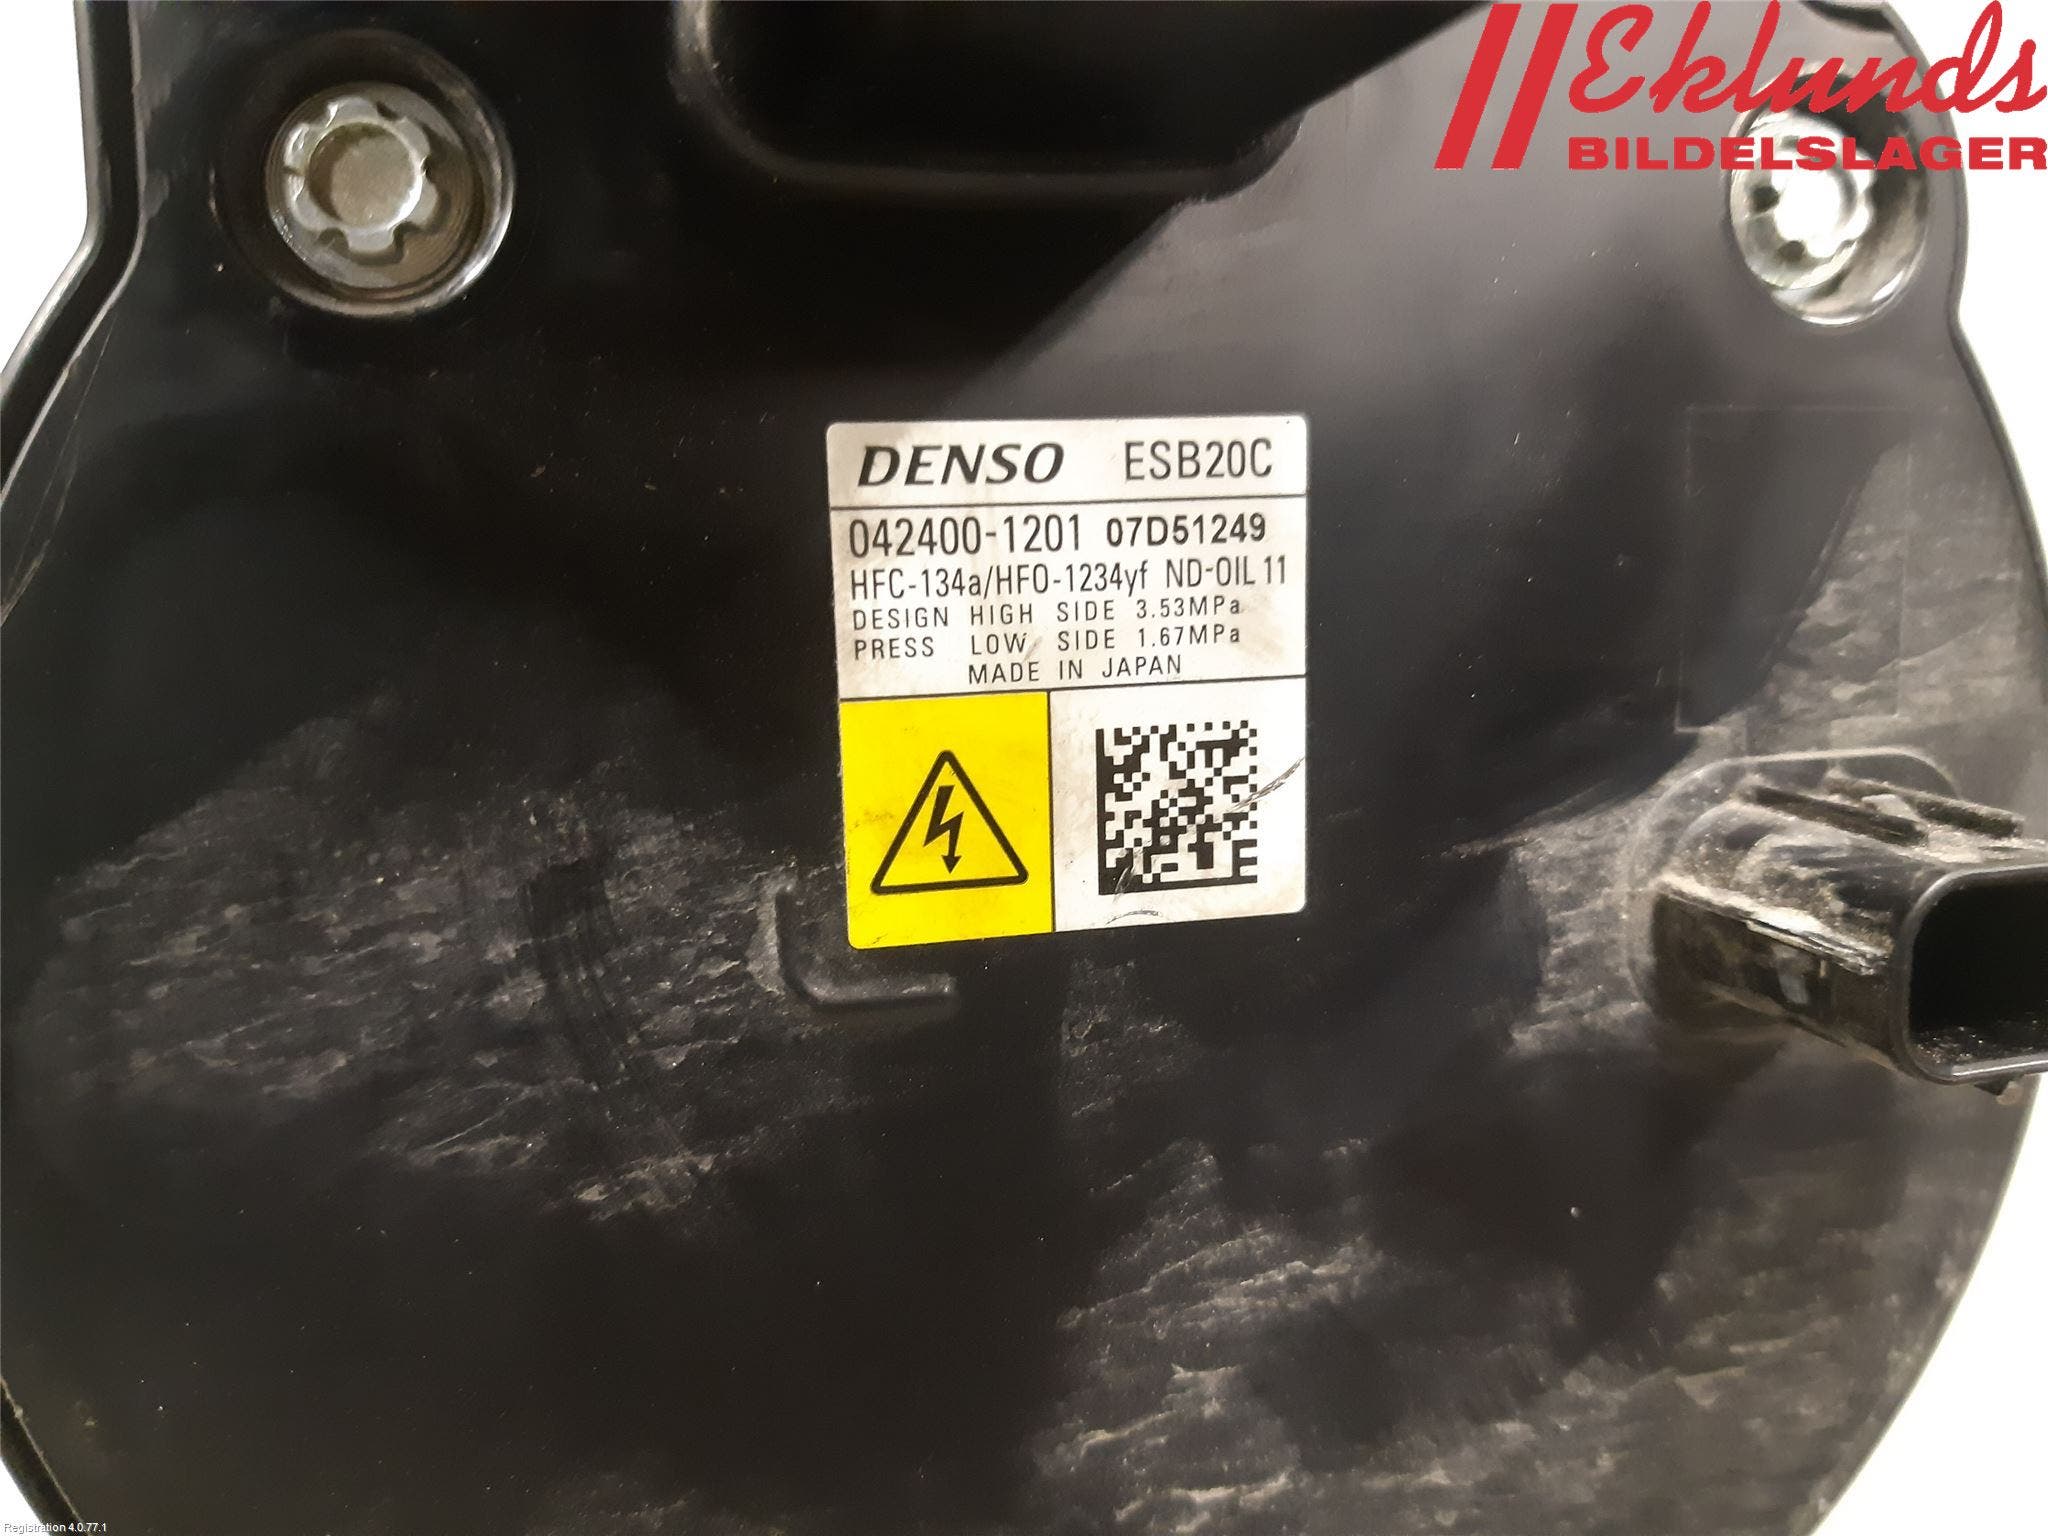 Eklunds
BILDELSLAGER
DENSO ESB20C
042400-1201 07D51249
HFC-134a/HFO-1234yf ND-OIL 11
DESIGN HIGH SIDE 3.53MPa
PRESS LOW SIDE 1.67MPa
MADE IN JAPAN
Registration 4.0.77.1